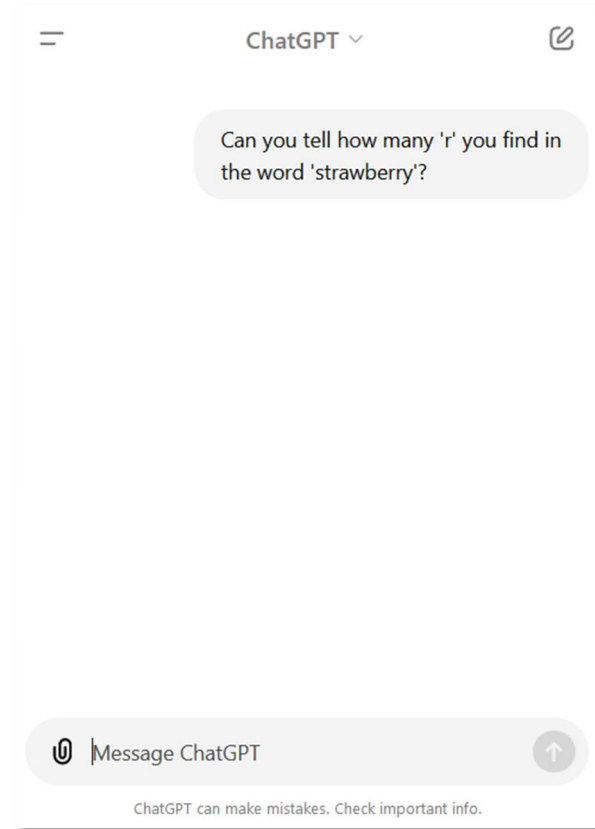 ChatGPT
Can you tell how many 'r' you find in
the word 'strawberry'?
Message ChatGPT
ChatGPT can make mistakes. Check important info.